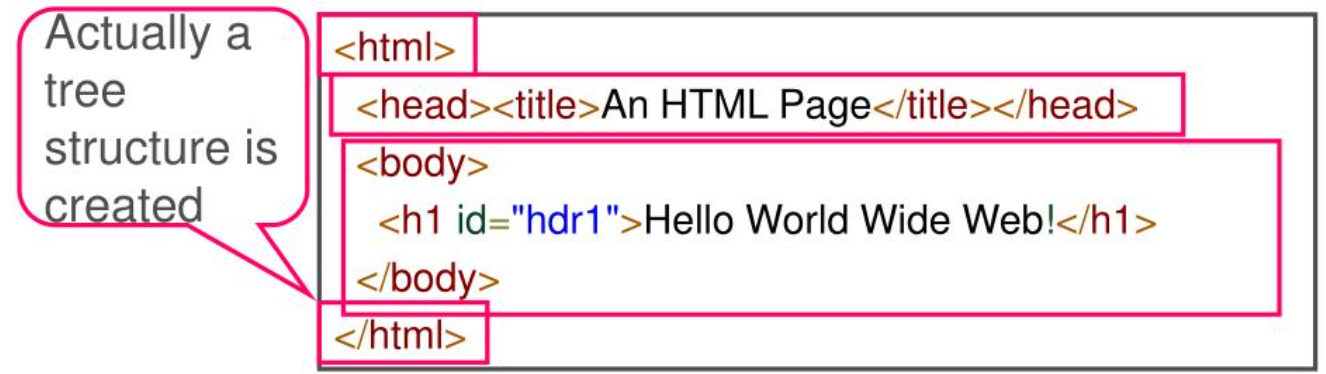 Actually a
tree
structure is
created
<html>
<head><title>An HTML Page</title></head>
<body>
<h1 id="hdr1">Hello World Wide Web!</h1>
</body>
</html>